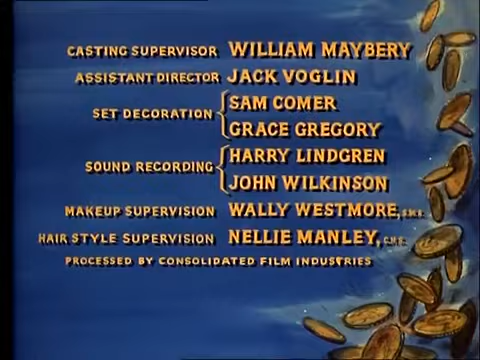 CASTING SUPERVISOR WILLIAM MAYBERY
ASSISTANT DIRECTOR JACK VOGLIN
SET DECORATION SAM COMER
GRACE GREGORY
SOUND RECORDING HARRY LINDGREN
JOHN WILKINSON
MAKEUP SUPERVISION WALLY WESTMORE,
HAIR STYLE SUPERVISION NELLIE MANLEY,
PROCESSED BY CONSOLIDATED FILM INDUSTRIES